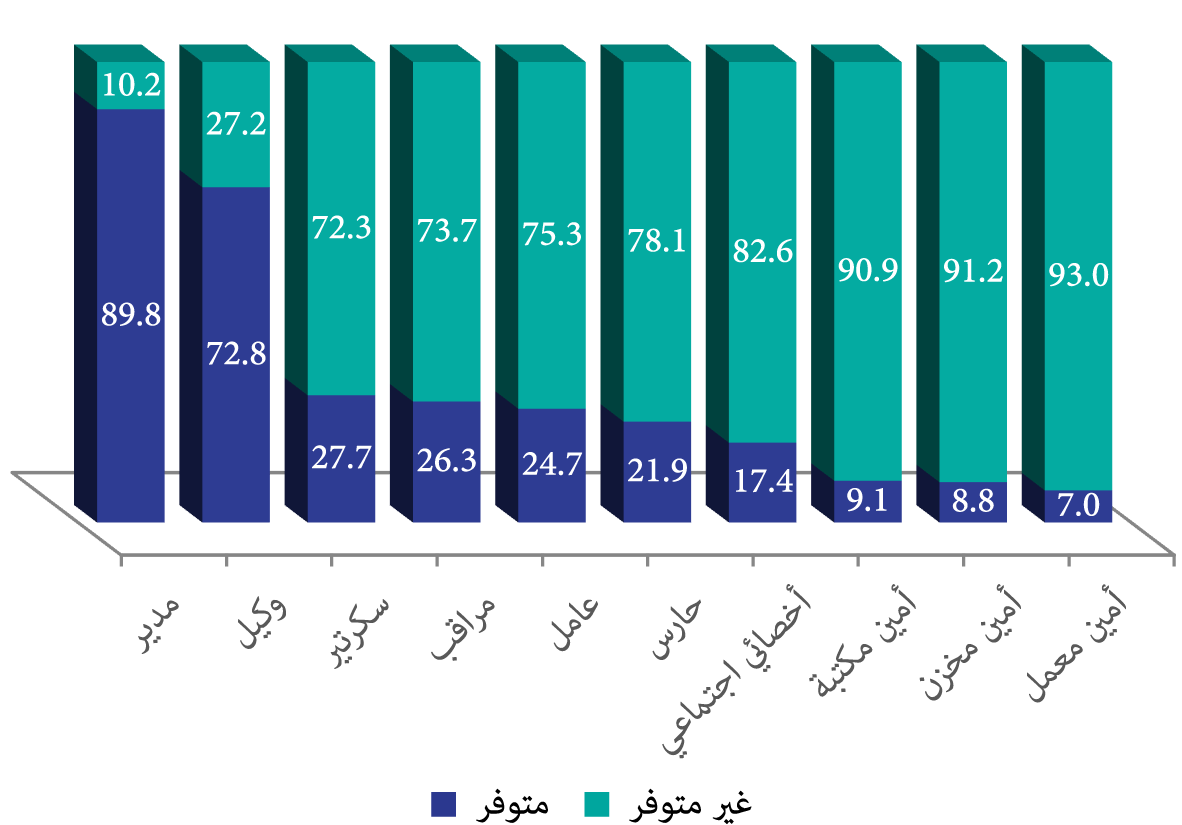 10.2
27.2
72.3
73.7
75.3
78.1
82.6
90.9
91.2
93.0
89.8
72.8
27.7
26.3
24.7
21.9
17.4
9.1
8.8
7.0
مدير
وكيل
سكرتير
مراقب
عامل
حارس
أخصائي اجتماعي
أمين مكتبة
أمين مخزن
أمين معمل
غير متوفر
متوفر